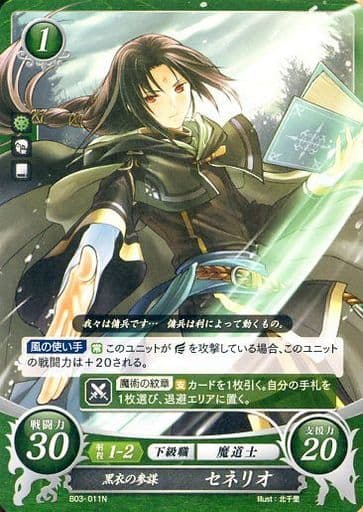 1
我々は傭兵です… 傭兵は利によって動くもの。
風の使い手 常 このユニットが を攻撃している場合、このユニット
の戦闘力は+20される。
魔術の紋章 支 カードを1枚引く。自分の手札を
1枚選び、退避エリアに置く。
戦闘力
30
射程 1-2 下級職 魔道士
支援力
20
黒衣の参謀 セネリオ
B03-011N
Illust:北千里